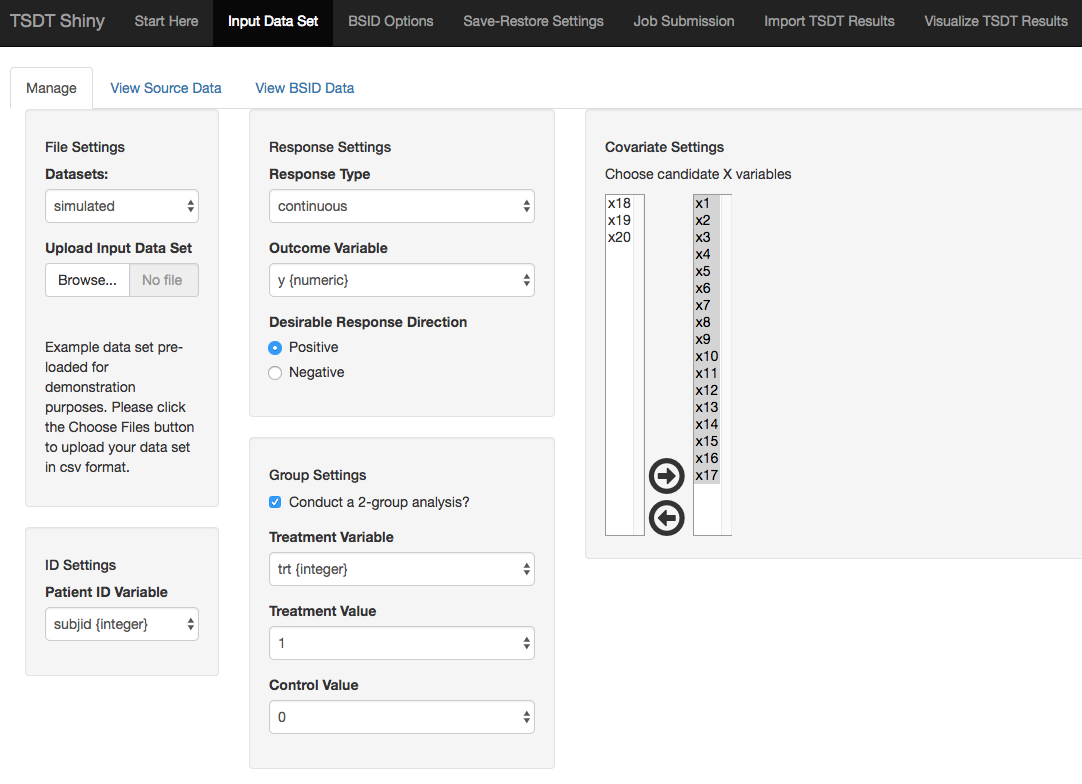 TSDT Shiny Start Here Input Data Set BSID Options Save-Restore Settings Job Submission Import TSDT Results Visualize TSDT Results
Manage View Source Data View BSID Data
File Settings
Datasets:
simulated
Upload Input Data Set
Browse... No file
Example data set pre-
loaded for
demonstration
purposes. Please click
the Choose Files button
to upload your data set
in csv format.
ID Settings
Patient ID Variable
subjid {integer}
Response Settings
Response Type
continuous
Outcome Variable
y {numeric}
Desirable Response Direction
Positive
Negative
Group Settings
Conduct a 2-group analysis?
Treatment Variable
trt {integer}
Treatment Value
1
Control Value
0
Covariate Settings
Choose candidate X variables
x18
x19
x20
x1
x2
x3
x4
x5
x6
x7
x8
x9
x10
x11
x12
x13
x14
x15
x16
x17